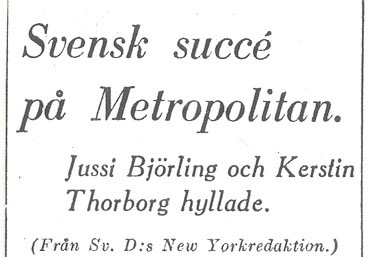 Svensk succé
på Metropolitan.
Jussi Björling och Kerstin
Thorborg hyllade.
(Från Sv. D:s New Yorkredaktion.)